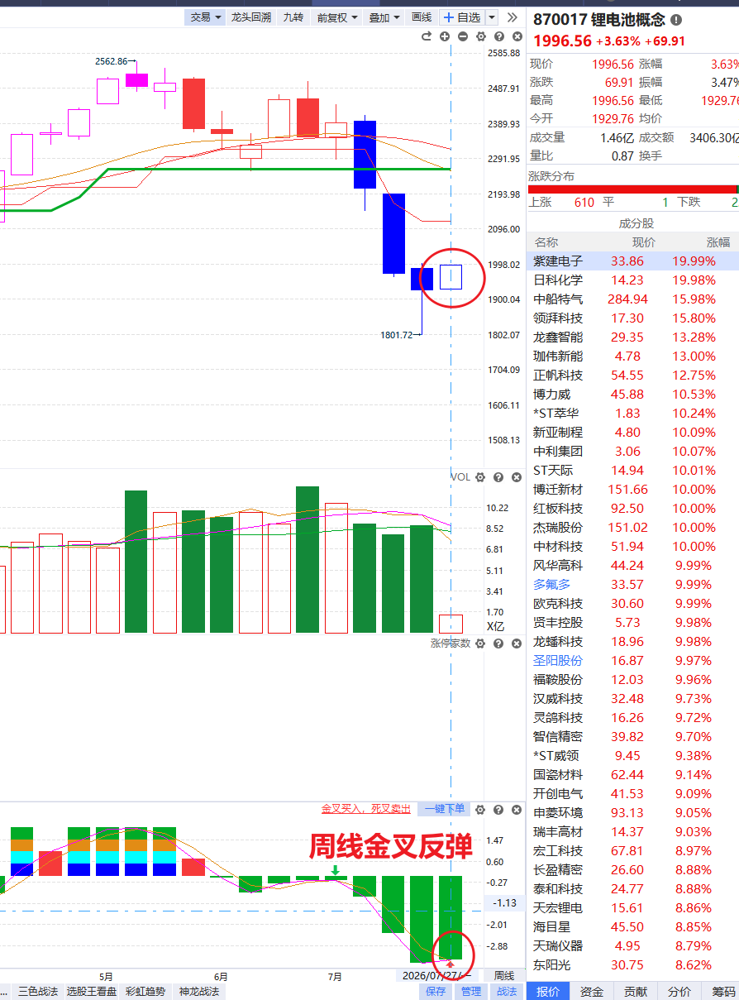 交易 龙头回溯 九转 前复权 叠加 画线 自选
870017 锂电池概念
1996.56 +3.63% +69.91
现价 1996.56 涨幅 3.63%
涨跌 69.91 振幅 3.47%
最高 1996.56 最低 1929.76
今开 1929.76 均价
成交量 1.46亿 成交额 3406.30亿
量比 0.87 换手
涨跌分布
上涨 610 平 1 下跌 2
成分股
名称 现价 涨幅
紫建电子 33.86 19.99%
日科化学 14.23 19.98%
中船特气 284.94 15.98%
领湃科技 17.30 15.80%
龙鑫智能 29.35 13.28%
珈伟新能 4.78 13.00%
正帆科技 54.55 12.75%
博力威 45.88 10.53%
*ST萃华 1.83 10.24%
新亚制程 4.80 10.09%
中利集团 3.06 10.07%
ST天际 14.94 10.01%
博迁新材 151.66 10.00%
红板科技 92.50 10.00%
杰瑞股份 151.02 10.00%
中材科技 51.94 10.00%
风华高科 44.24 9.99%
多氟多 33.57 9.99%
欧克科技 30.60 9.99%
贤丰控股 5.73 9.98%
龙蟠科技 18.96 9.98%
圣阳股份 16.87 9.97%
福鞍股份 12.03 9.96%
汉威科技 32.48 9.73%
灵鸽科技 16.26 9.72%
智信精密 39.82 9.70%
*ST威领 9.45 9.38%
国瓷材料 62.44 9.14%
开创电气 41.53 9.09%
申菱环境 93.13 9.05%
瑞丰高材 14.37 9.03%
宏工科技 67.81 8.97%
长盈精密 26.60 8.88%
泰和科技 24.77 8.88%
天宏锂电 15.61 8.86%
海目星 45.50 8.85%
天瑞仪器 4.95 8.79%
东阳光 30.75 8.62%
报价 资金 贡献 分价 筹码
2562.86
1801.72
2585.88
2487.91
2389.93
2291.95
2193.98
2096.00
1998.02
1900.04
1802.07
1704.09
1606.11
1508.13
VOL
10.22
8.52
6.81
5.11
3.41
1.70
X亿
涨停家数
金叉买入，死叉卖出 一键下单
周线金叉反弹
1.47
0.60
-0.27
-1.13
-2.01
-2.88
5月 6月 7月 2026/07/27/一 周线
... 三色战法 选股王看盘 彩虹趋势 神龙战法 保存 管理 战法